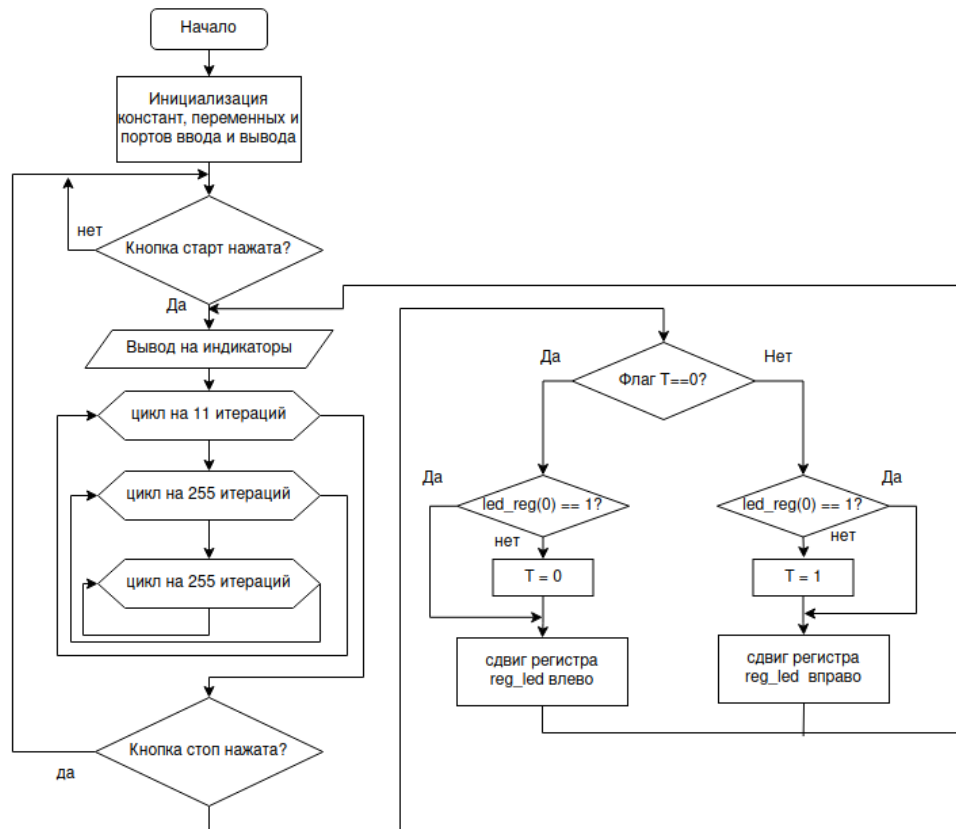 Начало
Инициализация
констант, переменных и
портов ввода и вывода
нет
Кнопка старт нажата?
Да
Вывод на индикаторы
цикл на 11 итераций
цикл на 255 итераций
цикл на 255 итераций
Кнопка стоп нажата?
да
Флаг T==0?
Да
Нет
Да
led_reg(0) == 1?
нет
T = 0
сдвиг регистра
reg_led влево
Да
led_reg(0) == 1?
нет
T = 1
сдвиг регистра
reg_led вправо